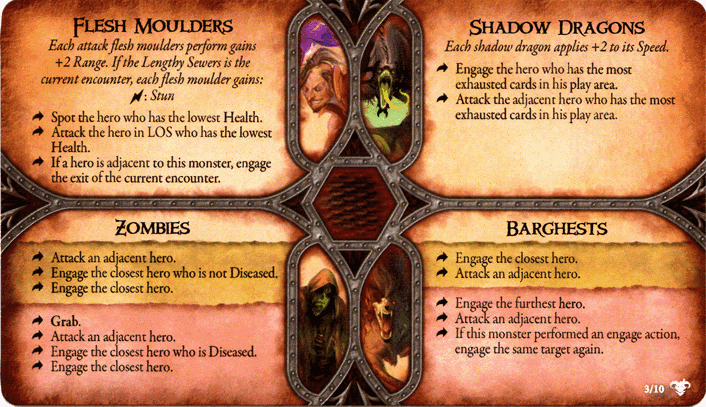 Flesh Moulders
Each attack flesh moulders perform gains
+2 Range. If the Lengthy Sewers is the
current encounter, each flesh moulder gains:
: Stun
Spot the hero who has the lowest Health.
Attack the hero in LOS who has the lowest
Health.
If a hero is adjacent to this monster, engage
the exit of the current encounter.
Shadow Dragons
Each shadow dragon applies +2 to its Speed.
Engage the hero who has the most
exhausted cards in his play area.
Attack the adjacent hero who has the most
exhausted cards in his play area.
Zombies
Attack an adjacent hero.
Engage the closest hero who is not Diseased.
Engage the closest hero.
Grab.
Attack an adjacent hero.
Engage the closest hero who is Diseased.
Engage the closest hero.
Barghests
Engage the closest hero.
Attack an adjacent hero.
Engage the furthest hero.
Attack an adjacent hero.
If this monster performed an engage action,
engage the same target again.
3/10